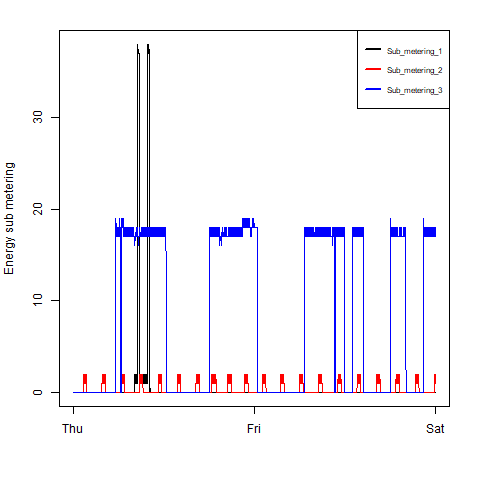 Sub_metering_1
Sub_metering_2
Sub_metering_3
Energy sub metering
30
20
10
0
Thu Fri Sat